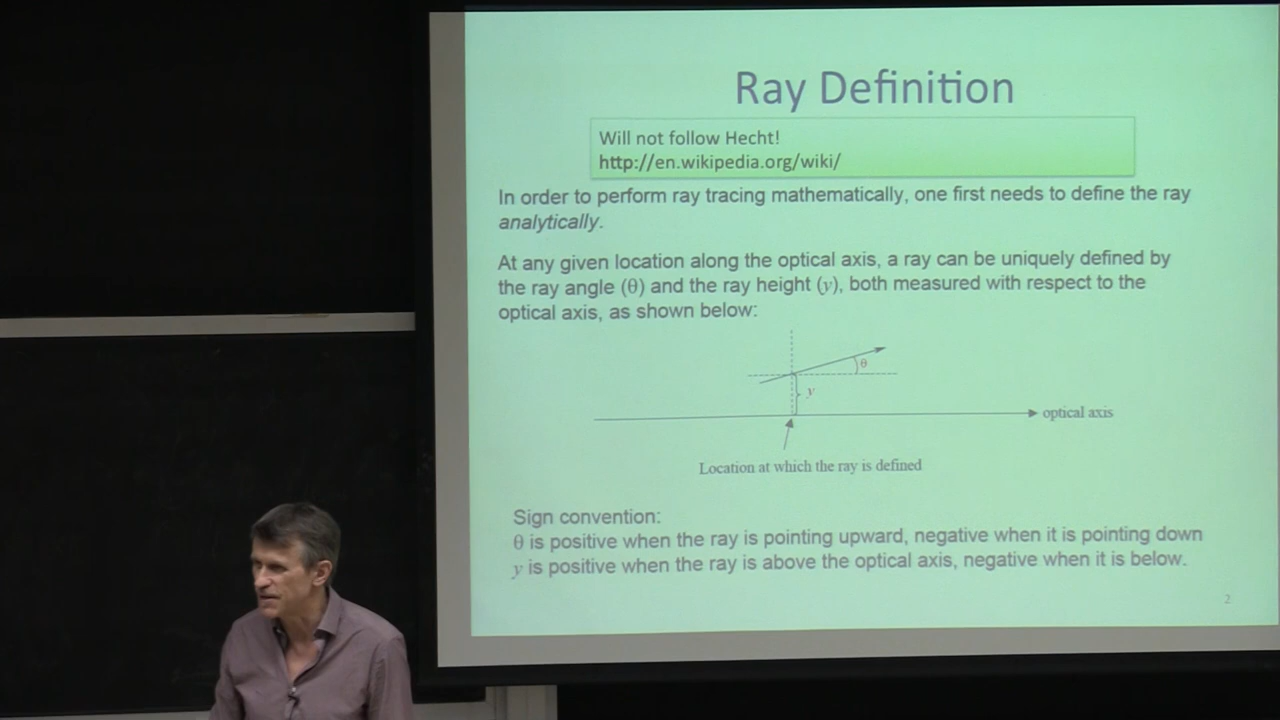 Ray Definition
Will not follow Hecht!
http://en.wikipedia.org/wiki/
In order to perform ray tracing mathematically, one first needs to define the ray
analytically.
At any given location along the optical axis, a ray can be uniquely defined by
the ray angle (θ) and the ray height (y), both measured with respect to the
optical axis, as shown below:
θ
y
optical axis
Location at which the ray is defined
Sign convention:
θ is positive when the ray is pointing upward, negative when it is pointing down
y is positive when the ray is above the optical axis, negative when it is below.
2